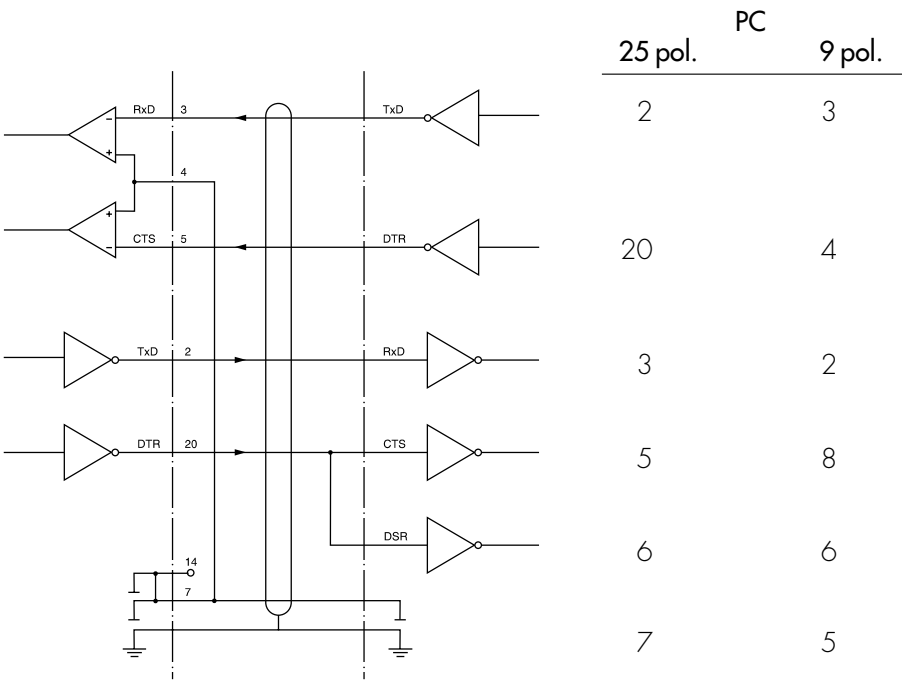 PC
25 pol. 9 pol.
RxD 3 TxD 2 3
- +
4
+ -
CTS 5 DTR 20 4
TxD 2 RxD 3 2
DTR 20 CTS 5 8
DSR 6 6
14
7
7 5